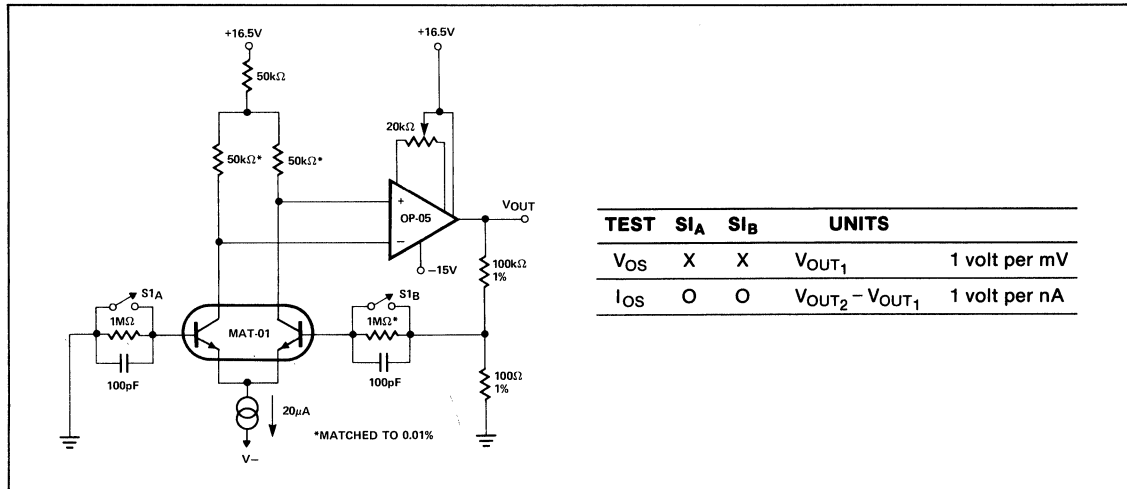 +16.5V
+16.5V
50kΩ
20kΩ
50kΩ*
50kΩ*
+
OP-05
–
VOUT
–15V
100kΩ
1%
S1A
S1B
1MΩ
MAT-01
1MΩ*
100pF
100pF
100Ω
1%
20µA
*MATCHED TO 0.01%
V–
TEST SIA SIB UNITS
VOS X X VOUT1 1 volt per mV
IOS O O VOUT2 – VOUT1 1 volt per nA